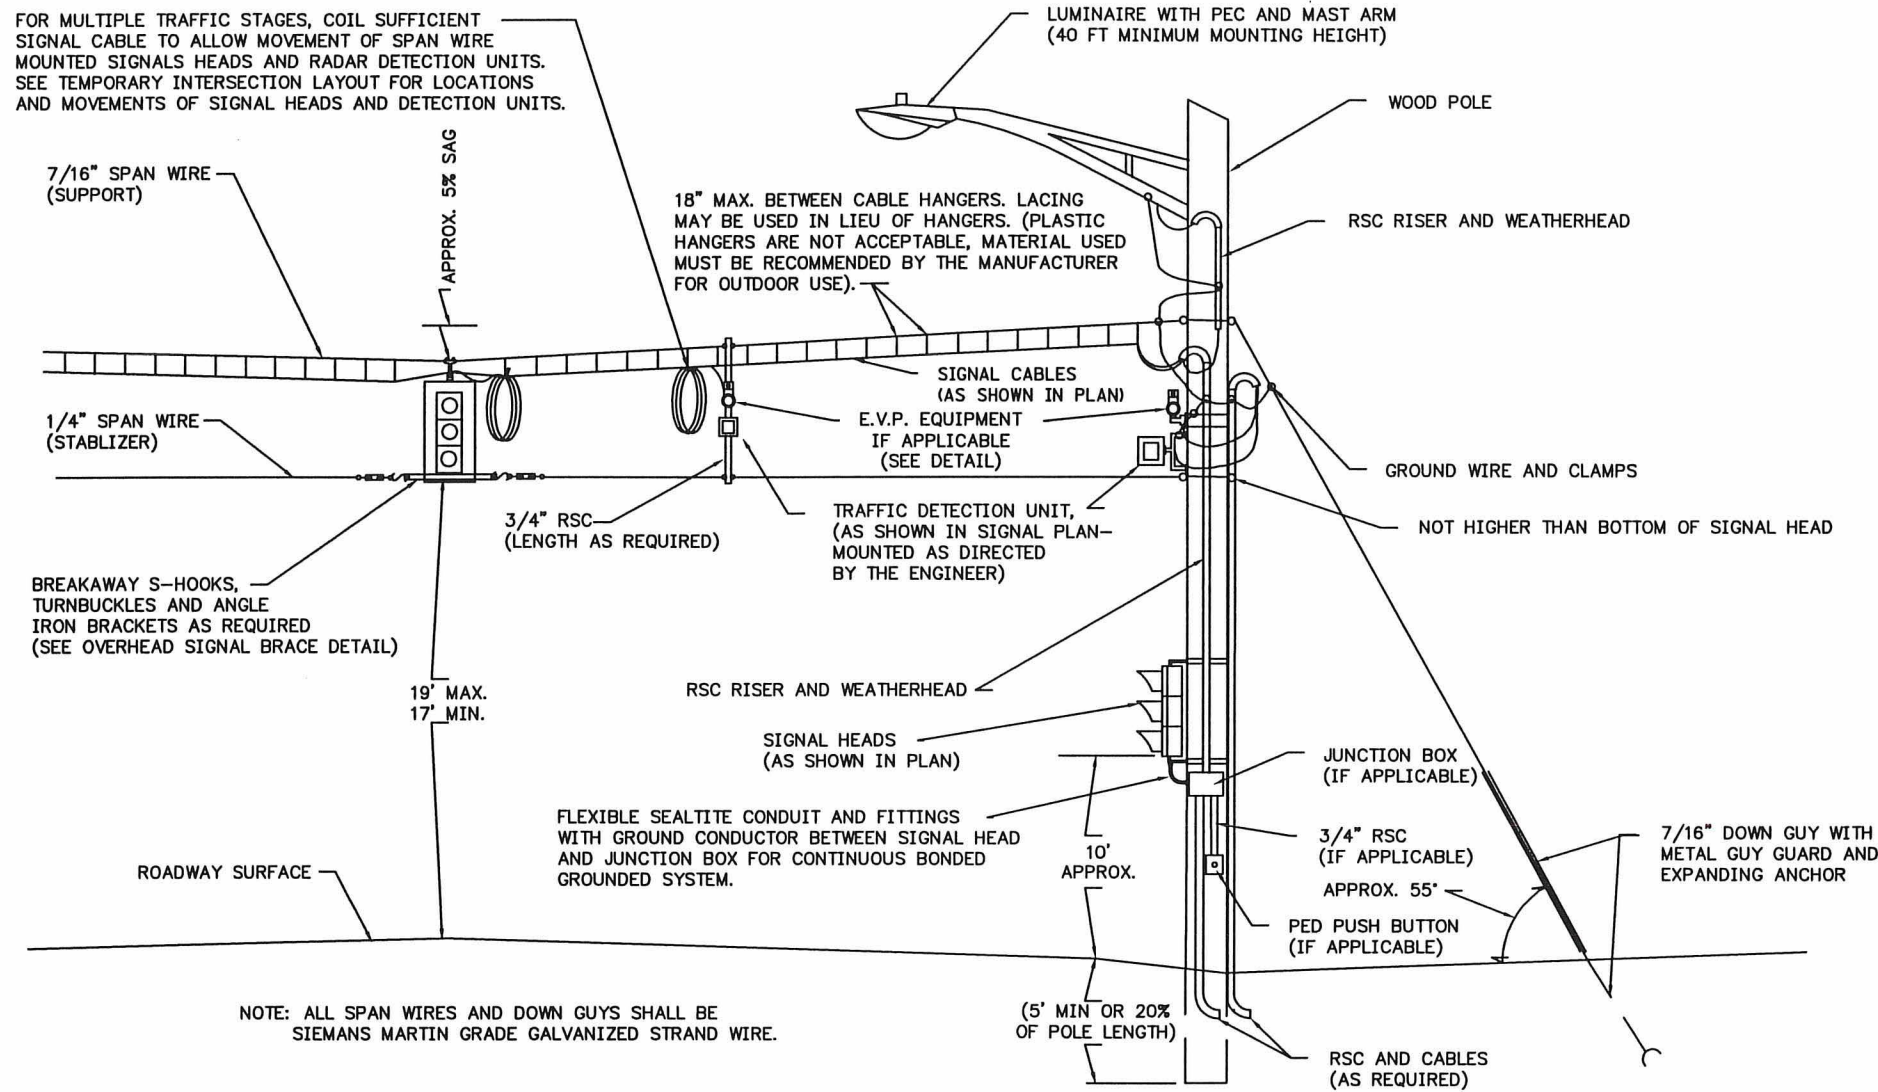 FOR MULTIPLE TRAFFIC STAGES, COIL SUFFICIENT
SIGNAL CABLE TO ALLOW MOVEMENT OF SPAN WIRE
MOUNTED SIGNALS HEADS AND RADAR DETECTION UNITS.
SEE TEMPORARY INTERSECTION LAYOUT FOR LOCATIONS
AND MOVEMENTS OF SIGNAL HEADS AND DETECTION UNITS.
LUMINAIRE WITH PEC AND MAST ARM
(40 FT MINIMUM MOUNTING HEIGHT)
WOOD POLE
7/16" SPAN WIRE
(SUPPORT)
APPROX. 5% SAG
18" MAX. BETWEEN CABLE HANGERS. LACING
MAY BE USED IN LIEU OF HANGERS. (PLASTIC
HANGERS ARE NOT ACCEPTABLE, MATERIAL USED
MUST BE RECOMMENDED BY THE MANUFACTURER
FOR OUTDOOR USE).
RSC RISER AND WEATHERHEAD
SIGNAL CABLES
(AS SHOWN IN PLAN)
1/4" SPAN WIRE
(STABLIZER)
E.V.P. EQUIPMENT
IF APPLICABLE
(SEE DETAIL)
GROUND WIRE AND CLAMPS
3/4" RSC
(LENGTH AS REQUIRED)
TRAFFIC DETECTION UNIT,
(AS SHOWN IN SIGNAL PLAN-
MOUNTED AS DIRECTED
BY THE ENGINEER)
NOT HIGHER THAN BOTTOM OF SIGNAL HEAD
BREAKAWAY S-HOOKS,
TURNBUCKLES AND ANGLE
IRON BRACKETS AS REQUIRED
(SEE OVERHEAD SIGNAL BRACE DETAIL)
19' MAX.
17' MIN.
RSC RISER AND WEATHERHEAD
SIGNAL HEADS
(AS SHOWN IN PLAN)
JUNCTION BOX
(IF APPLICABLE)
FLEXIBLE SEALTITE CONDUIT AND FITTINGS
WITH GROUND CONDUCTOR BETWEEN SIGNAL HEAD
AND JUNCTION BOX FOR CONTINUOUS BONDED
GROUNDED SYSTEM.
10'
APPROX.
3/4" RSC
(IF APPLICABLE)
7/16" DOWN GUY WITH
METAL GUY GUARD AND
EXPANDING ANCHOR
APPROX. 55°
ROADWAY SURFACE
PED PUSH BUTTON
(IF APPLICABLE)
NOTE: ALL SPAN WIRES AND DOWN GUYS SHALL BE
SIEMANS MARTIN GRADE GALVANIZED STRAND WIRE.
(5' MIN OR 20%
OF POLE LENGTH)
RSC AND CABLES
(AS REQUIRED)